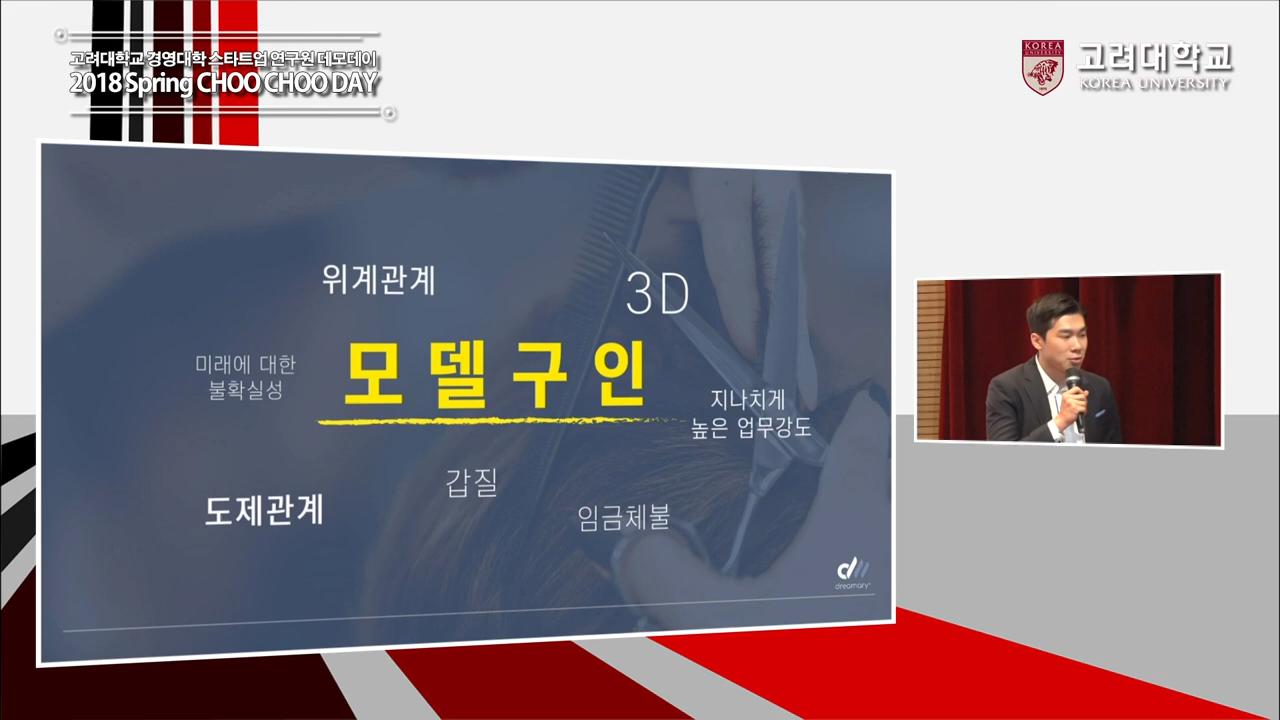 고려대학교 경영대학 스타트업 연구원 데모데이
2018 Spring CHOO CHOO DAY
KOREA
UNIVERSITY
1905
고려대학교
KOREA UNIVERSITY
위계관계
3D
미래에 대한
불확실성
모델구인
지나치게
높은 업무강도
갑질
도제관계
임금체불
dreamary